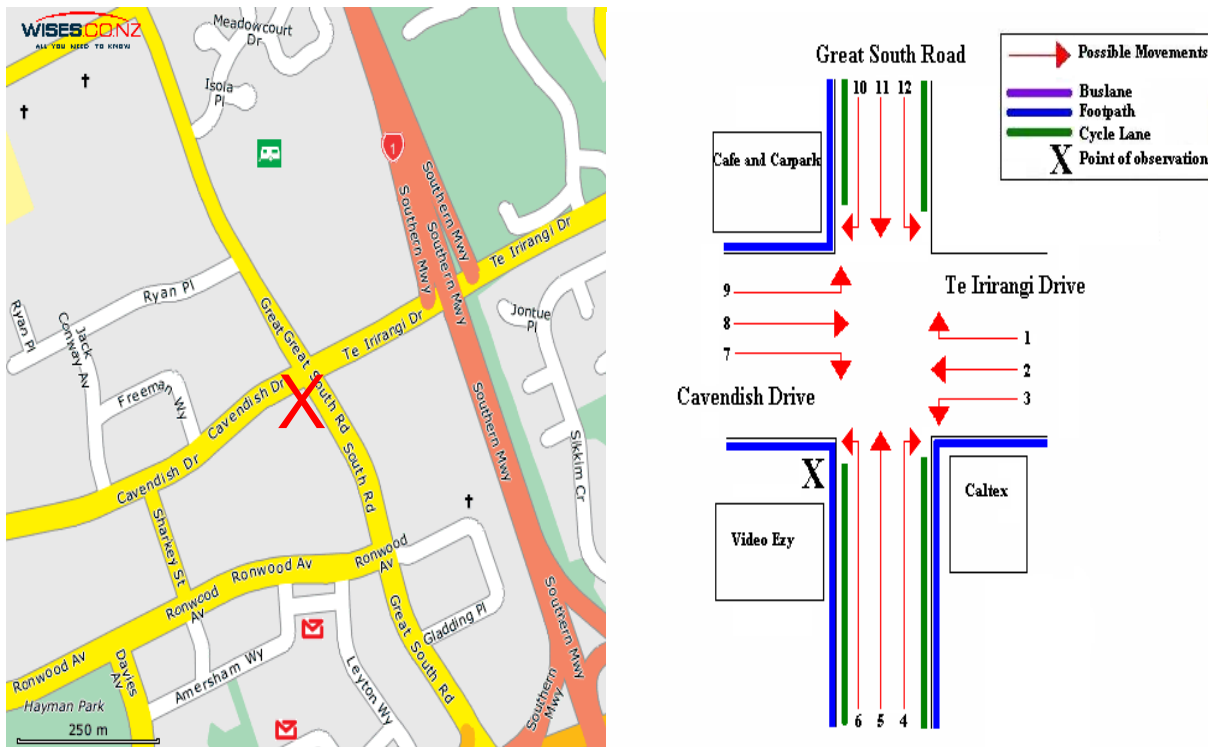 WISES.CO.NZ
ALL YOU NEED TO KNOW
Meadowcourt
Dr
Isola
Pl
1
Southern Mwy
Southern Mwy
Southern Mwy
Southern Mwy
Te Irirangi Dr
Te Irirangi Dr
Jontue
Pl
Ryan Pl
Ryan Pl
Jack
Conway Av
Freeman Wy
Great
Great South Rd
South Rd
Cavendish Dr
Cavendish Dr
X
Southern Mwy
Sikkim Cr
Sharkey St
Ronwood
Av
Ronwood Av
Ronwood
Av
Ronwood Av
Davies
Av
Amersham Wy
Leyton Wy
Gladding Pl
Great South Rd
Southern Mwy
Southern
Mwy
Hayman Park
250 m
Great South Road
10 11 12
Possible Movements
Buslane
Footpath
Cycle Lane
X Point of observation
Cafe and Carpark
9
8
7
Te Irirangi Drive
1
2
3
Cavendish Drive
X
Video Ezy
Caltex
6 5 4